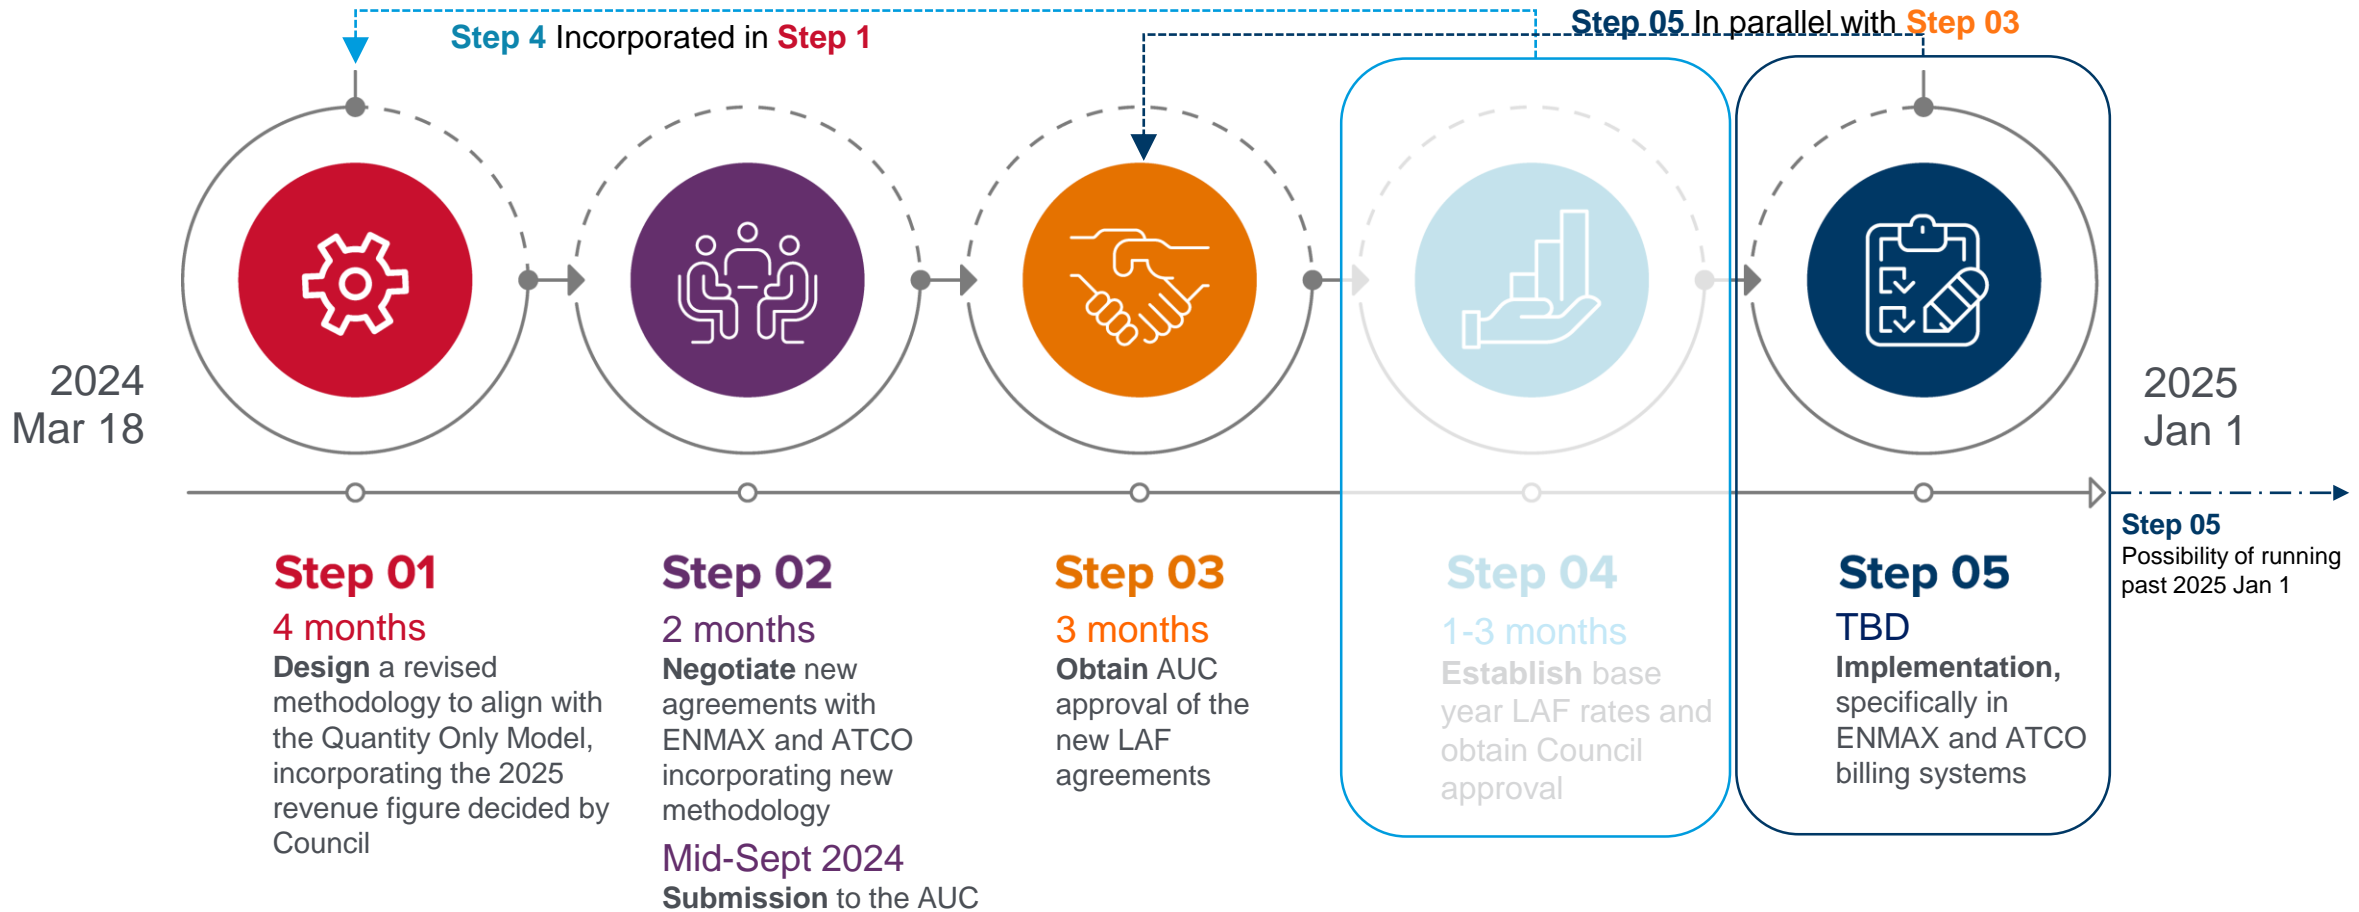 Step 4 Incorporated in Step 1
Step 05 In parallel with Step 03
2024
Mar 18
2025
Jan 1
Step 01
4 months
Design a revised
methodology to align with
the Quantity Only Model,
incorporating the 2025
revenue figure decided by
Council
Step 02
2 months
Negotiate new
agreements with
ENMAX and ATCO
incorporating new
methodology
Mid-Sept 2024
Submission to the AUC
Step 03
3 months
Obtain AUC
approval of the
new LAF
agreements
Step 04
1-3 months
Establish base
year LAF rates and
obtain Council
approval
Step 05
TBD
Implementation,
specifically in
ENMAX and ATCO
billing systems
Step 05
Possibility of running
past 2025 Jan 1